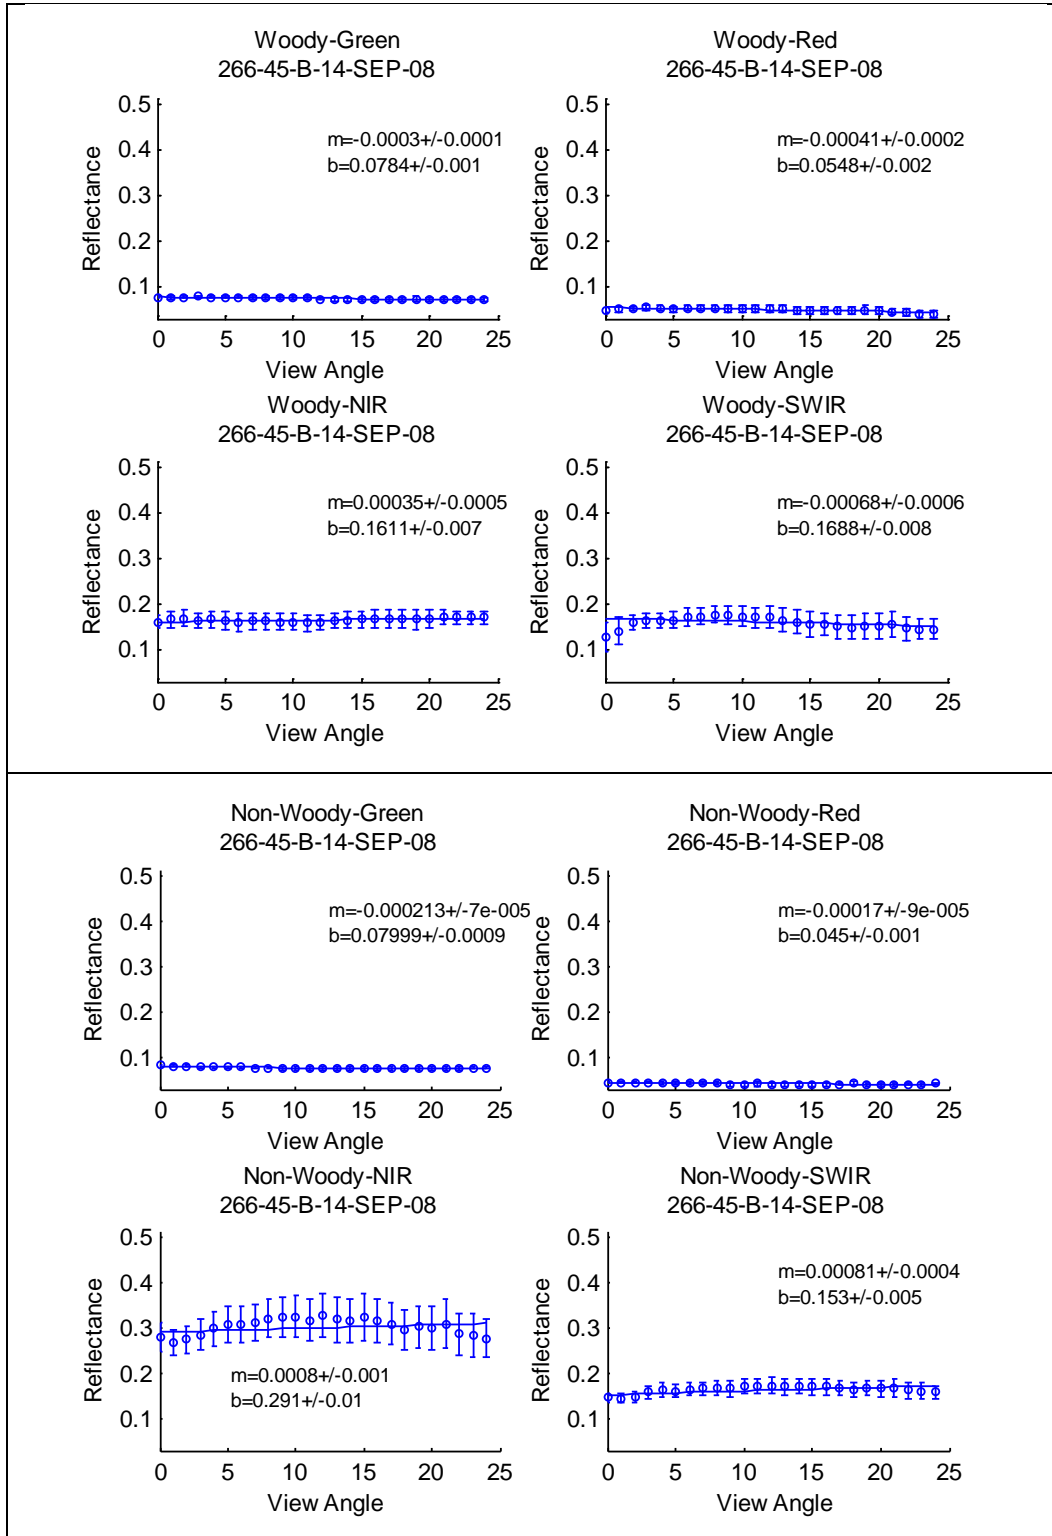 Woody-Green
266-45-B-14-SEP-08
0.5
0.4
0.3
0.2
0.1
Reflectance
m=-0.0003+/-0.0001
b=0.0784+/-0.001
0 5 10 15 20 25
View Angle
Woody-Red
266-45-B-14-SEP-08
0.5
0.4
0.3
0.2
0.1
Reflectance
m=-0.00041+/-0.0002
b=0.0548+/-0.002
0 5 10 15 20 25
View Angle
Woody-NIR
266-45-B-14-SEP-08
0.5
0.4
0.3
0.2
0.1
Reflectance
m=0.00035+/-0.0005
b=0.1611+/-0.007
0 5 10 15 20 25
View Angle
Woody-SWIR
266-45-B-14-SEP-08
0.5
0.4
0.3
0.2
0.1
Reflectance
m=-0.00068+/-0.0006
b=0.1688+/-0.008
0 5 10 15 20 25
View Angle
Non-Woody-Green
266-45-B-14-SEP-08
0.5
0.4
0.3
0.2
0.1
Reflectance
m=-0.000213+/-7e-005
b=0.07999+/-0.0009
0 5 10 15 20 25
View Angle
Non-Woody-Red
266-45-B-14-SEP-08
0.5
0.4
0.3
0.2
0.1
Reflectance
m=-0.00017+/-9e-005
b=0.045+/-0.001
0 5 10 15 20 25
View Angle
Non-Woody-NIR
266-45-B-14-SEP-08
0.5
0.4
0.3
0.2
0.1
Reflectance
m=0.0008+/-0.001
b=0.291+/-0.01
0 5 10 15 20 25
View Angle
Non-Woody-SWIR
266-45-B-14-SEP-08
0.5
0.4
0.3
0.2
0.1
Reflectance
m=0.00081+/-0.0004
b=0.153+/-0.005
0 5 10 15 20 25
View Angle